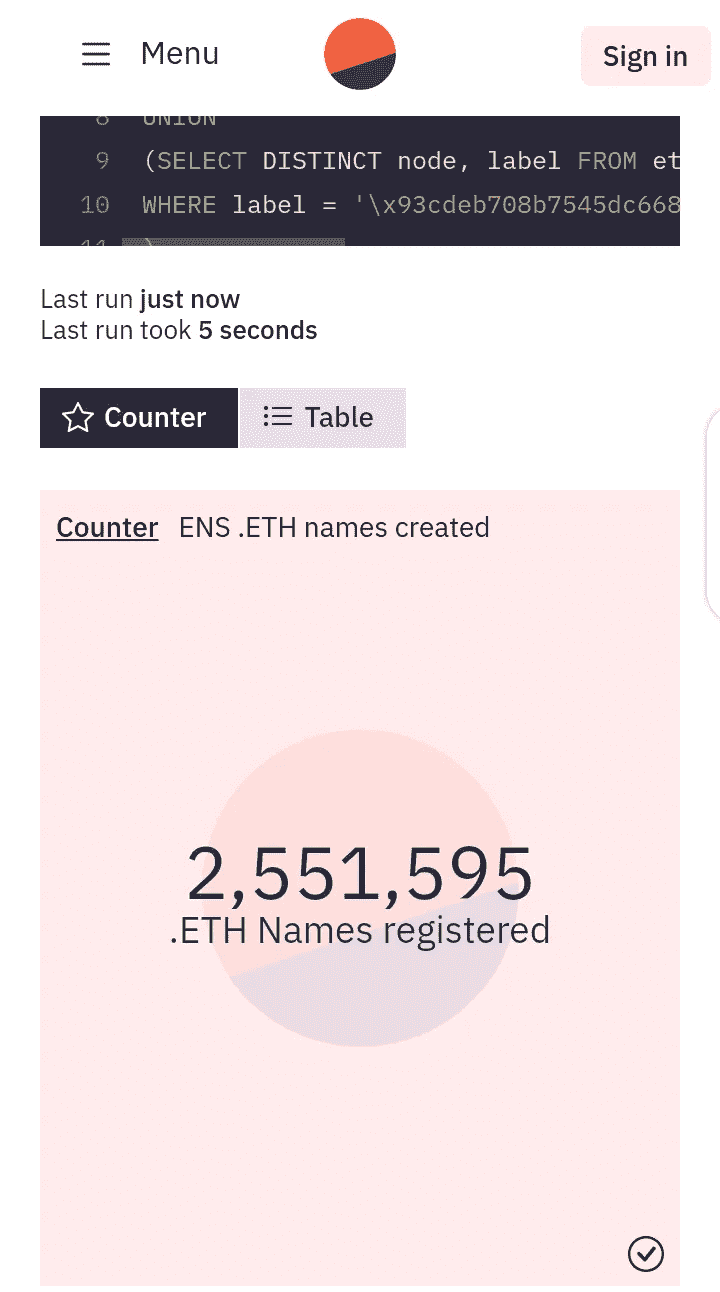 Menu
Sign in
8 UNION
9 (SELECT DISTINCT node, label FROM et
10 WHERE label = '\x93cdeb708b7545dc668
11 )
Last run just now
Last run took 5 seconds
Counter
Table
Counter ENS .ETH names created
2,551,595
.ETH Names registered